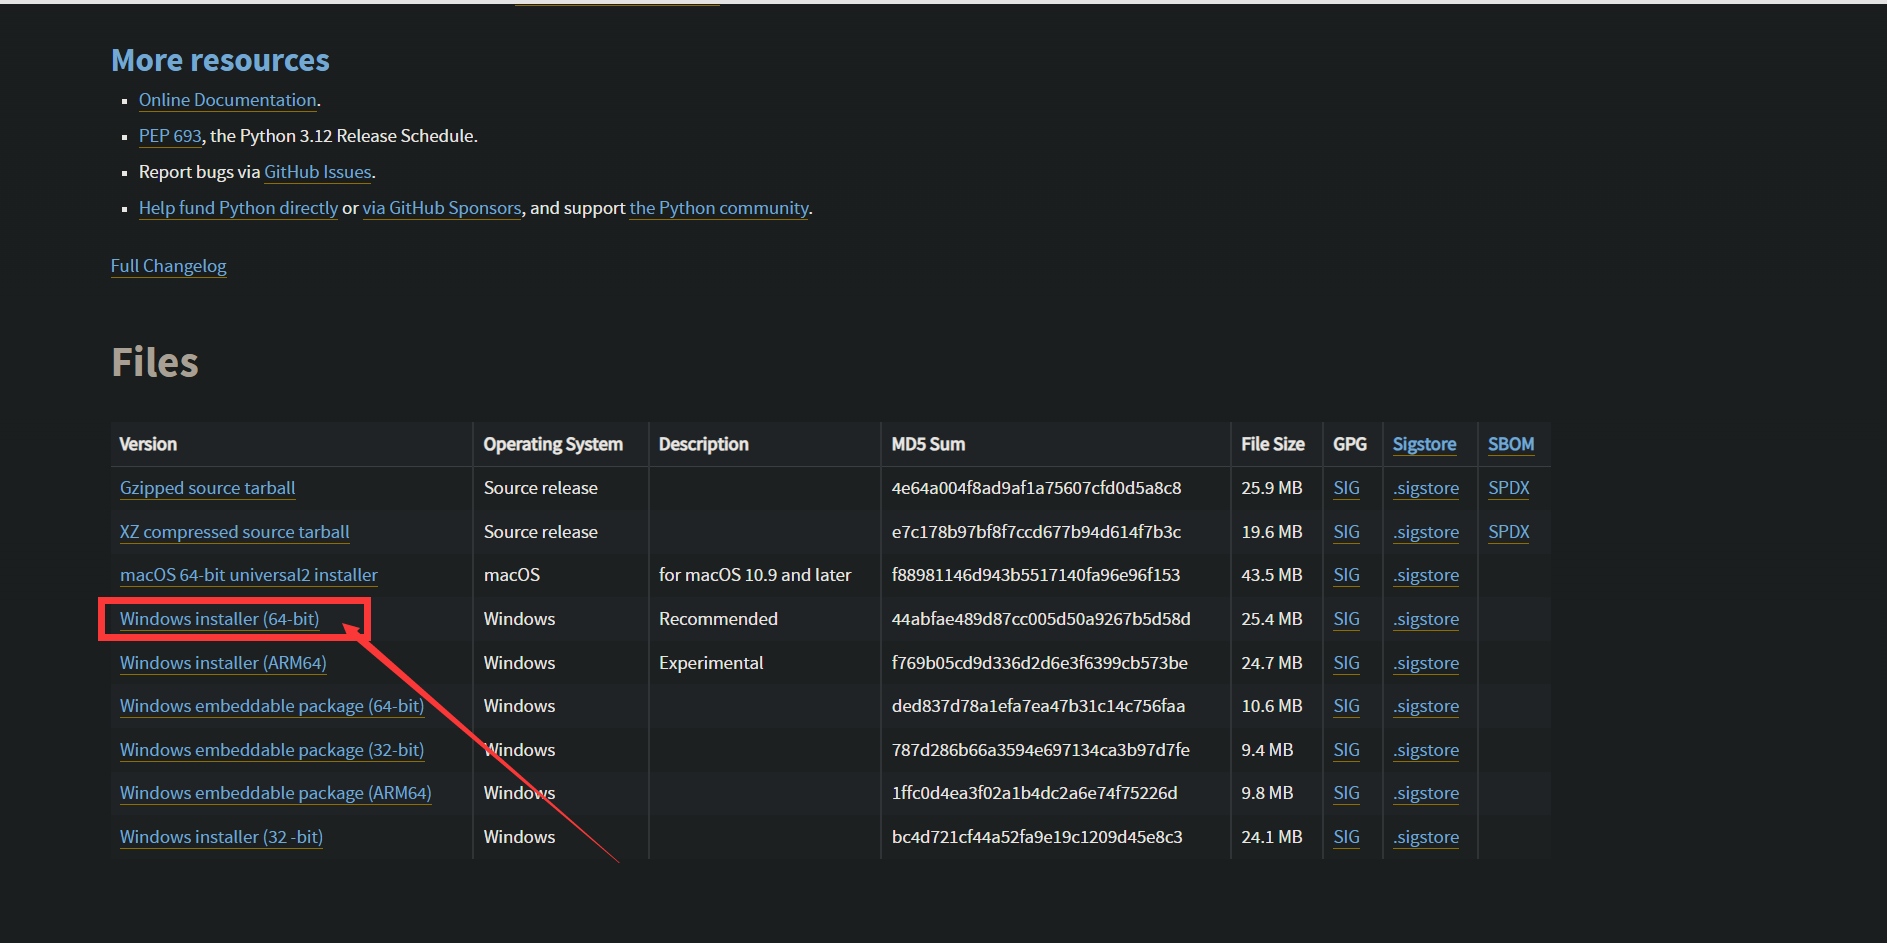 More resources
Online Documentation.
PEP 693, the Python 3.12 Release Schedule.
Report bugs via GitHub Issues.
Help fund Python directly or via GitHub Sponsors, and support the Python community.
Full Changelog
Files
Version Operating System Description MD5 Sum File Size GPG Sigstore SBOM
Gzipped source tarball Source release 4e64a004f8ad9af1a75607cfd0d5a8c8 25.9 MB SIG .sigstore SPDX
XZ compressed source tarball Source release e7c178b97bf8f7ccd677b94d614f7b3c 19.6 MB SIG .sigstore SPDX
macOS 64-bit universal2 installer macOS for macOS 10.9 and later f88981146d943b5517140fa96e96f153 43.5 MB SIG .sigstore
Windows installer (64-bit) Windows Recommended 44abfae489d87cc005d50a9267b5d58d 25.4 MB SIG .sigstore
Windows installer (ARM64) Windows Experimental f769b05cd9d336d2d6e3f6399cb573be 24.7 MB SIG .sigstore
Windows embeddable package (64-bit) Windows ded837d78a1efa7ea47b31c14c756faa 10.6 MB SIG .sigstore
Windows embeddable package (32-bit) Windows 787d286b66a3594e697134ca3b97d7fe 9.4 MB SIG .sigstore
Windows embeddable package (ARM64) Windows 1ffc0d4ea3f02a1b4dc2a6e74f75226d 9.8 MB SIG .sigstore
Windows installer (32 -bit) Windows bc4d721cf44a52fa9e19c1209d45e8c3 24.1 MB SIG .sigstore